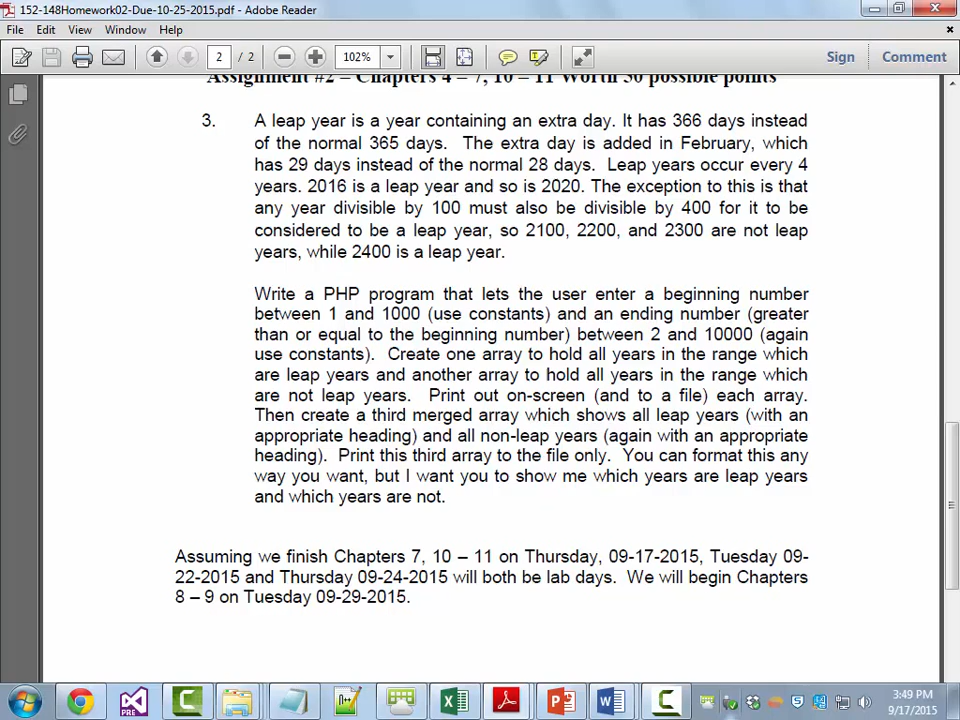 152-148Homework02-Due-10-25-2015.pdf - Adobe Reader
File Edit View Window Help
2 / 2 102% Sign Comment
Assignment #2 – Chapters 4 – 7, 10 – 11 Worth 50 possible points
3. A leap year is a year containing an extra day. It has 366 days instead
of the normal 365 days. The extra day is added in February, which
has 29 days instead of the normal 28 days. Leap years occur every 4
years. 2016 is a leap year and so is 2020. The exception to this is that
any year divisible by 100 must also be divisible by 400 for it to be
considered to be a leap year, so 2100, 2200, and 2300 are not leap
years, while 2400 is a leap year.
Write a PHP program that lets the user enter a beginning number
between 1 and 1000 (use constants) and an ending number (greater
than or equal to the beginning number) between 2 and 10000 (again
use constants). Create one array to hold all years in the range which
are leap years and another array to hold all years in the range which
are not leap years. Print out on-screen (and to a file) each array.
Then create a third merged array which shows all leap years (with an
appropriate heading) and all non-leap years (again with an appropriate
heading). Print this third array to the file only. You can format this any
way you want, but I want you to show me which years are leap years
and which years are not.
Assuming we finish Chapters 7, 10 – 11 on Thursday, 09-17-2015, Tuesday 09-
22-2015 and Thursday 09-24-2015 will both be lab days. We will begin Chapters
8 – 9 on Tuesday 09-29-2015.
3:49 PM
9/17/2015